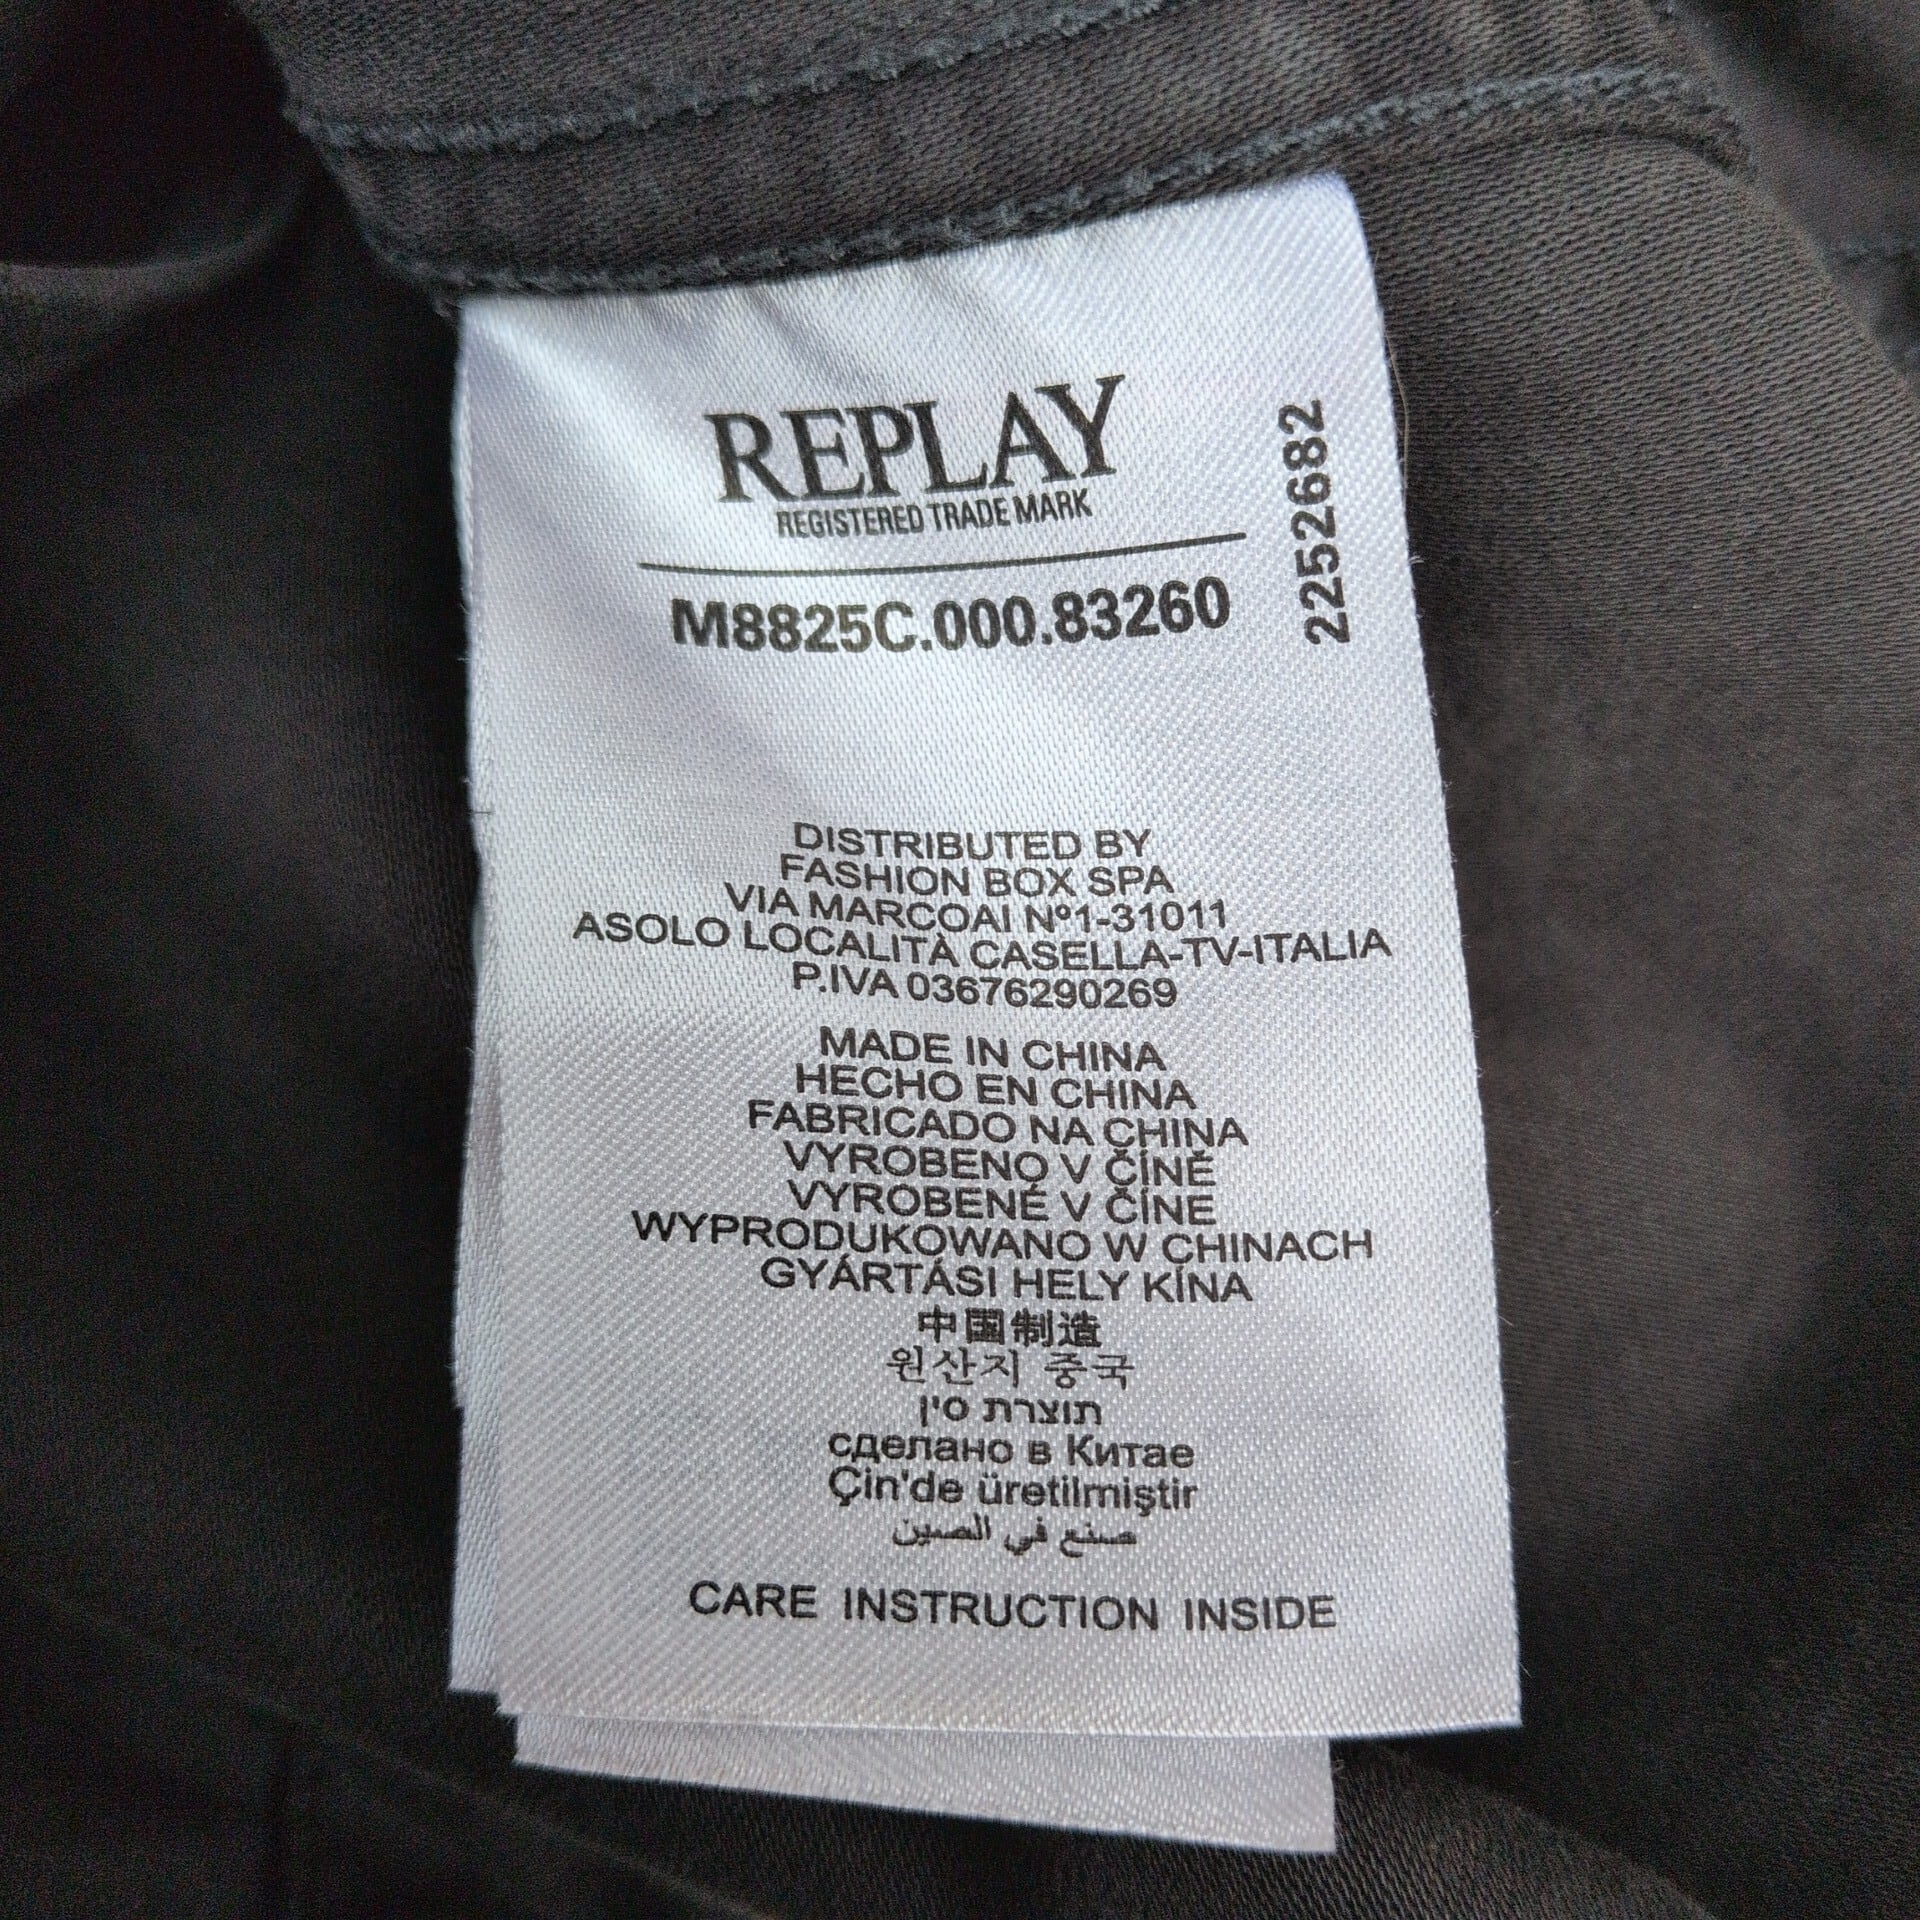 REPLAY
REGISTERED TRADE MARK
M8825C.000.83260
2252682
DISTRIBUTED BY
FASHION BOX SPA
VIA MARCOAI Nº1-31011
ASOLO LOCALITÀ CASELLA-TV-ITALIA
P.IVA 03676290269
MADE IN CHINA
HECHO EN CHINA
FABRICADO NA CHINA
VYROBENO V ČÍNĚ
VYROBENÉ V ČÍNE
WYPRODUKOWANO W CHINACH
GYÁRTÁSI HELY KÍNA
中国制造
원산지 중국
תוצרת סין
сделано в Китае
Çin'de üretilmiştir
صنع في الصين
CARE INSTRUCTION INSIDE